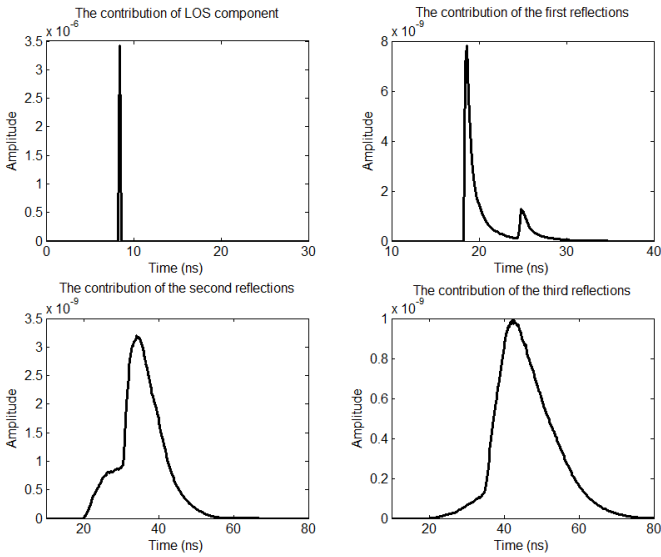 The contribution of LOS component
x 10^-6
3.5
3
2.5
2
1.5
1
0.5
0
0 10 20 30
Amplitude
Time (ns)
The contribution of the first reflections
x 10^-9
8
6
4
2
0
10 20 30 40
Amplitude
Time (ns)
The contribution of the second reflections
x 10^-9
3.5
3
2.5
2
1.5
1
0.5
0
0 20 40 60 80
Amplitude
Time (ns)
The contribution of the third reflections
x 10^-9
1
0.8
0.6
0.4
0.2
0
10 20 40 60 80
Amplitude
Time (ns)